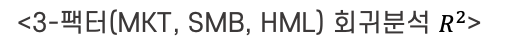 <3-팩터(MKT, SMB, HML) 회귀분석 R²>